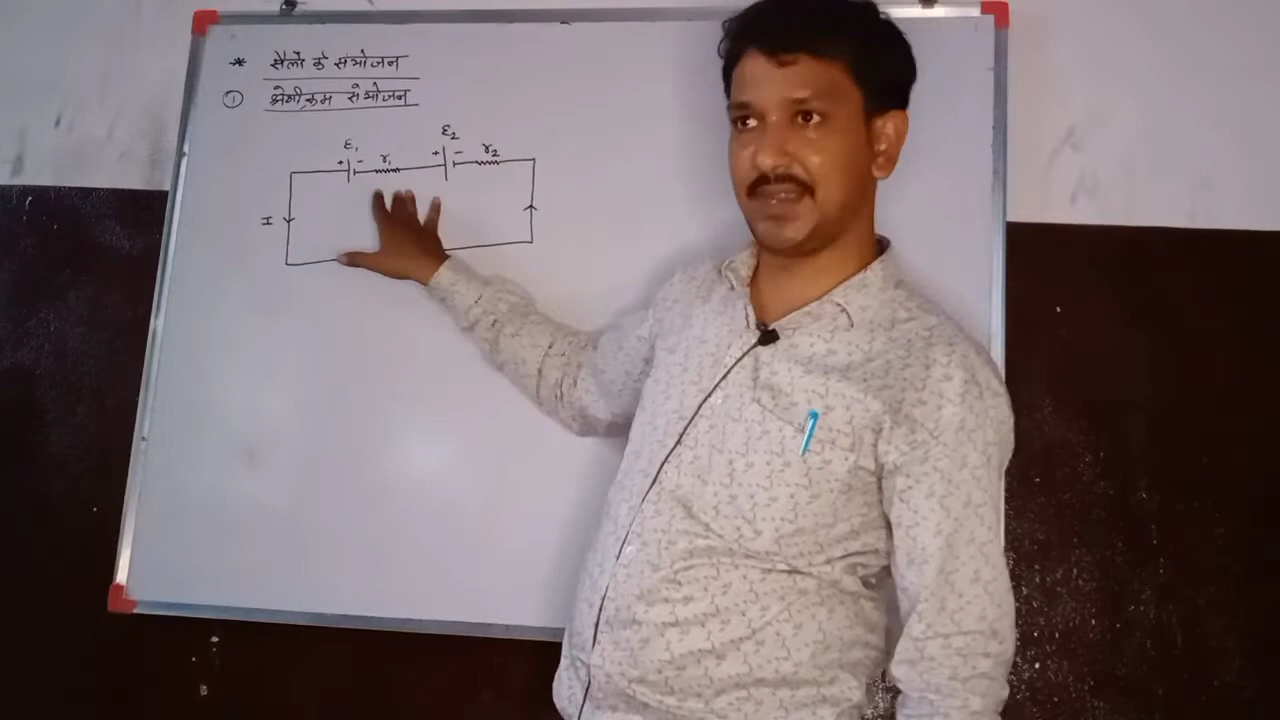 * सैलो के संयोजन
① श्रेणीक्रम संयोजन
ε₁ ε₂
+ - r₁ + - r₂
I